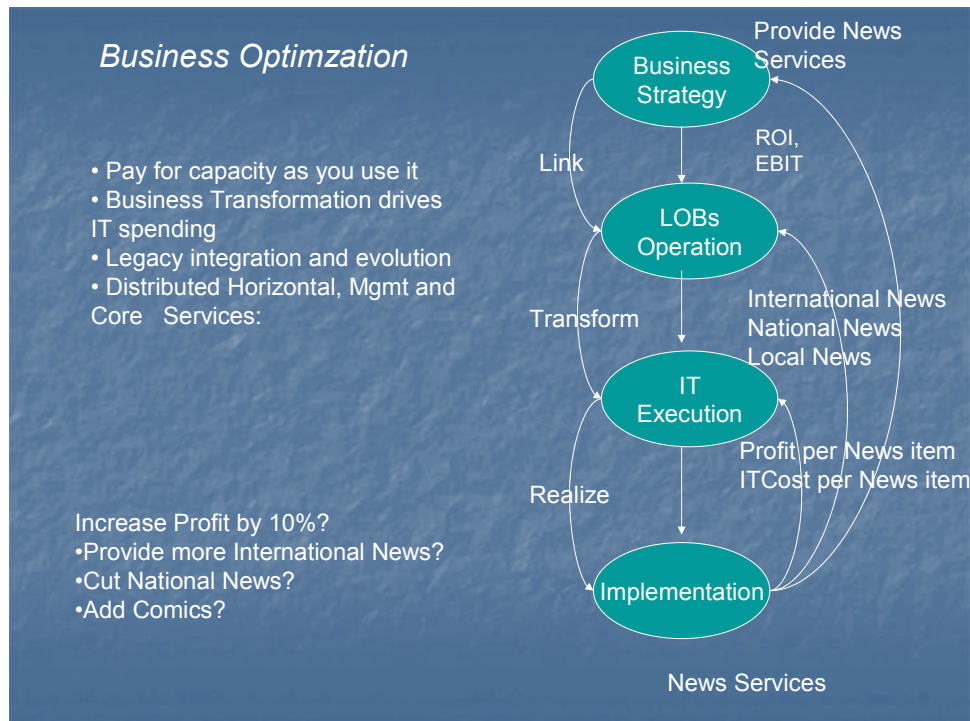 Business Optimzation
• Pay for capacity as you use it
• Business Transformation drives
IT spending
• Legacy integration and evolution
• Distributed Horizontal, Mgmt and
Core Services:
Increase Profit by 10%?
•Provide more International News?
•Cut National News?
•Add Comics?
Provide News
Services
Business
Strategy
Link
ROI,
EBIT
LOBs
Operation
Transform
International News
National News
Local News
IT
Execution
Profit per News item
ITCost per News item
Realize
Implementation
News Services